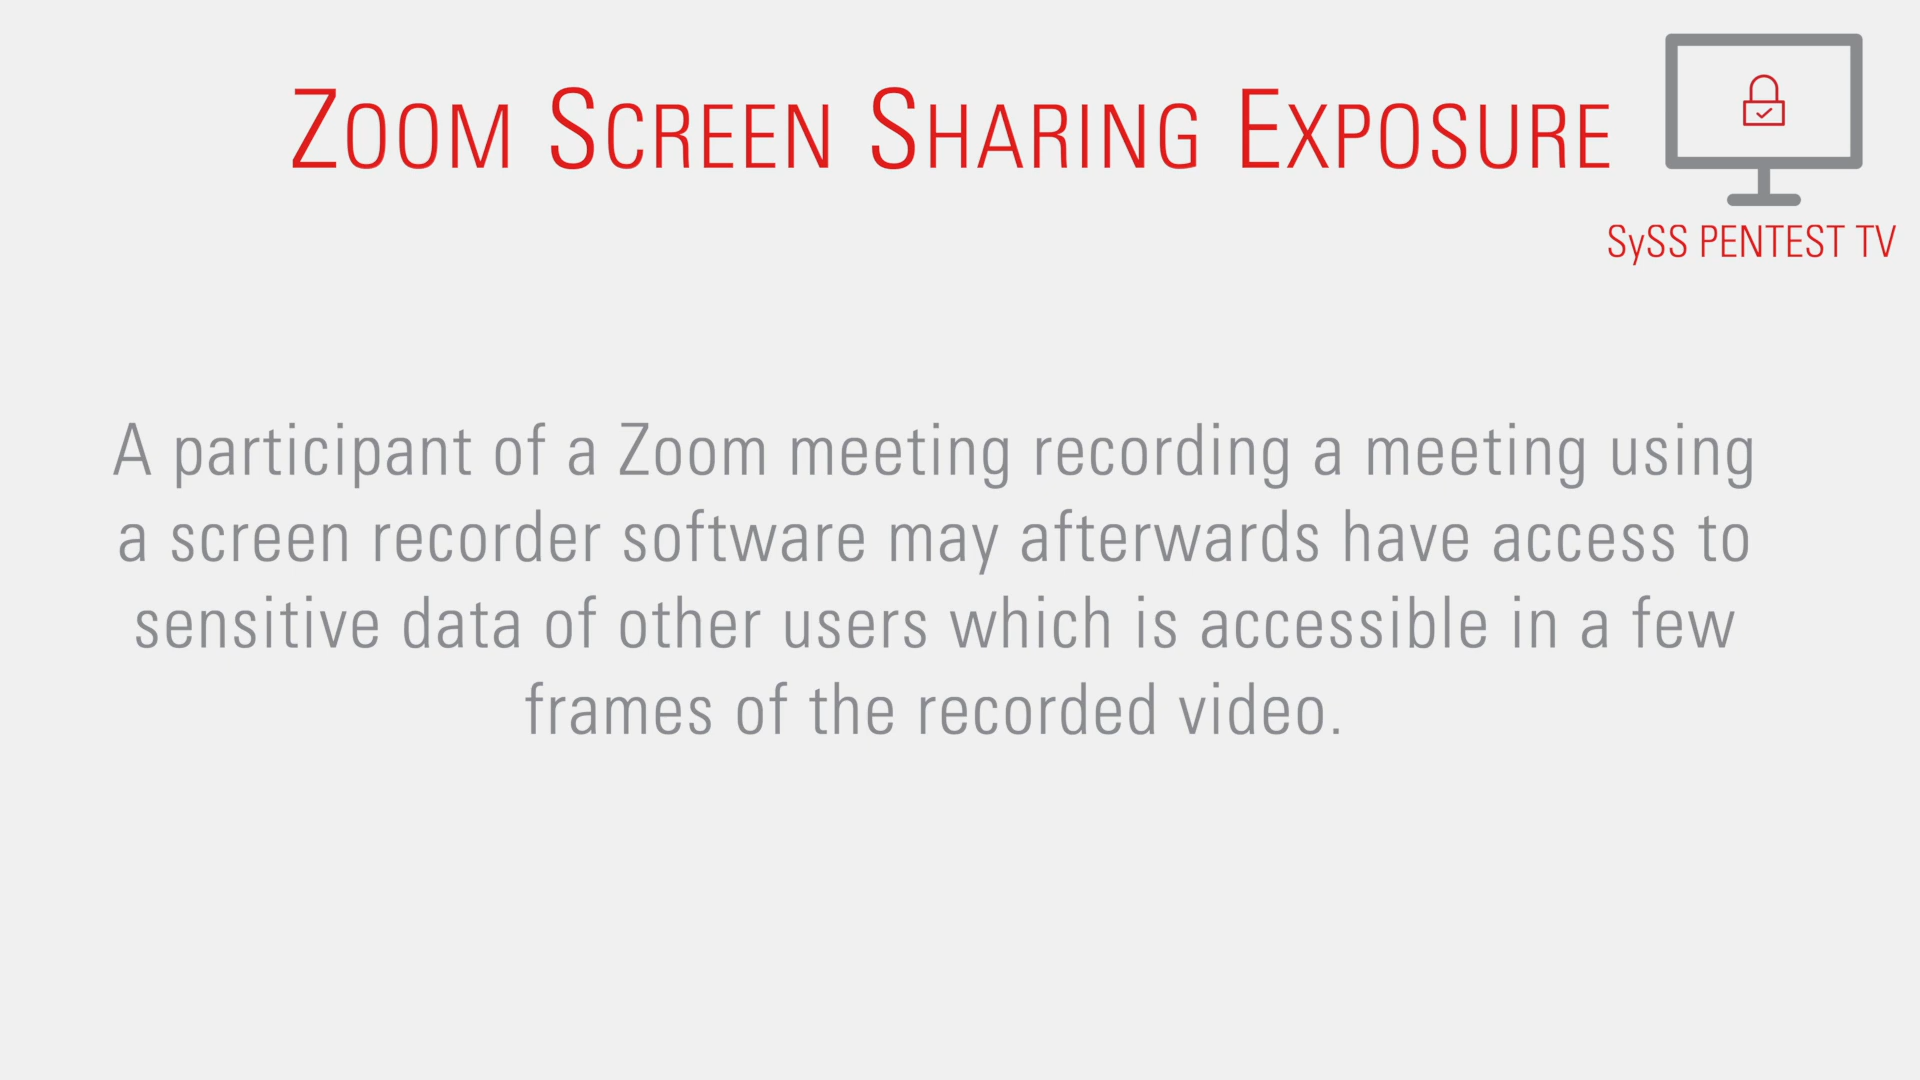 Zoom Screen Sharing Exposure
SySS PENTEST TV
A participant of a Zoom meeting recording a meeting using
a screen recorder software may afterwards have access to
sensitive data of other users which is accessible in a few
frames of the recorded video.